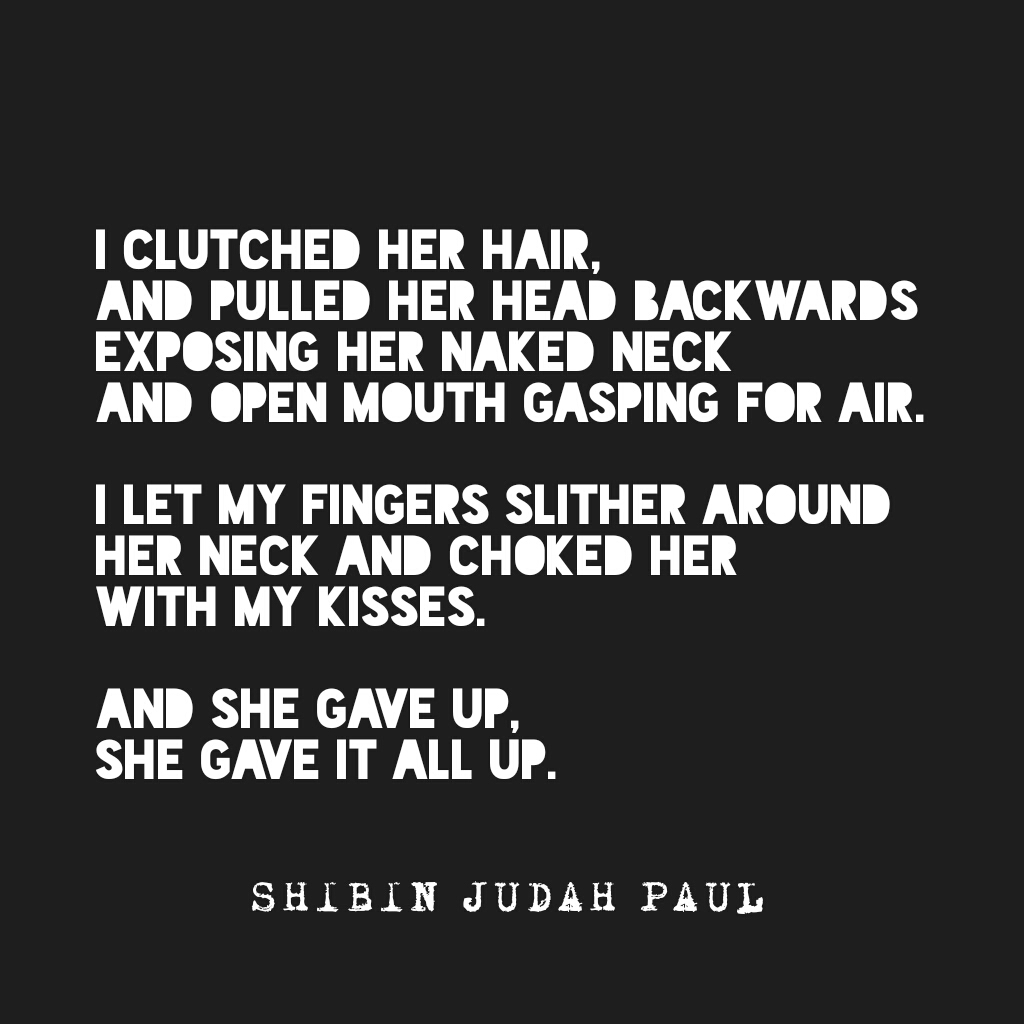 I CLUTCHED HER HAIR,
AND PULLED HER HEAD BACKWARDS
EXPOSING HER NAKED NECK
AND OPEN MOUTH GASPING FOR AIR.
I LET MY FINGERS SLITHER AROUND
HER NECK AND CHOKED HER
WITH MY KISSES.
AND SHE GAVE UP,
SHE GAVE IT ALL UP.
SHIBIN JUDAH PAUL